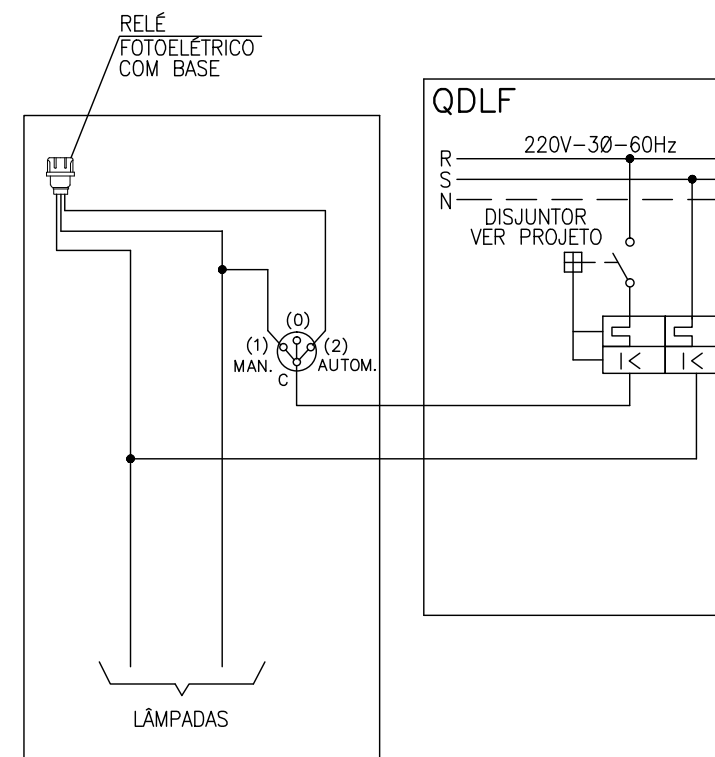 RELÉ
FOTOELÉTRICO
COM BASE
QDLF
220V-3Ø-60Hz
R
S
N
DISJUNTOR
VER PROJETO
(0)
(1)
(2)
MAN.
AUTOM.
C
I<
I<
LÂMPADAS